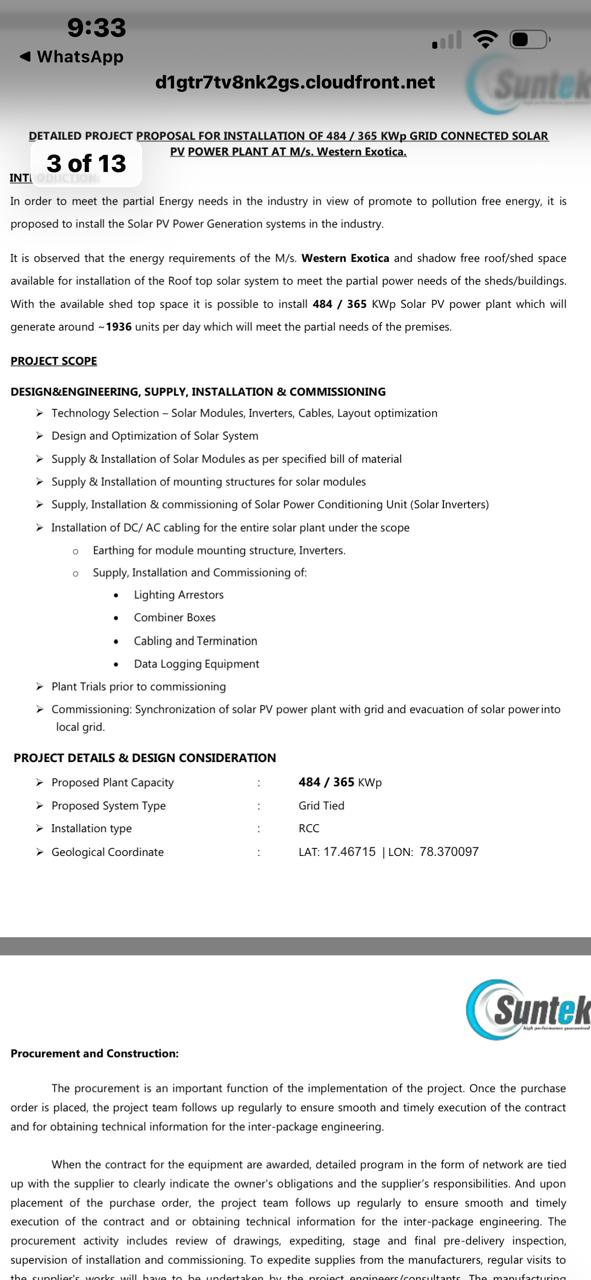 9:33
◄ WhatsApp
d1gtr7tv8nk2gs.cloudfront.net
Suntek
DETAILED PROJECT PROPOSAL FOR INSTALLATION OF 484 / 365 KWp GRID CONNECTED SOLAR
PV POWER PLANT AT M/s. Western Exotica.
3 of 13
INTRODUCTION:
In order to meet the partial Energy needs in the industry in view of promote to pollution free energy, it is
proposed to install the Solar PV Power Generation systems in the industry.
It is observed that the energy requirements of the M/s. Western Exotica and shadow free roof/shed space
available for installation of the Roof top solar system to meet the partial power needs of the sheds/buildings.
With the available shed top space it is possible to install 484 / 365 KWp Solar PV power plant which will
generate around ~1936 units per day which will meet the partial needs of the premises.
PROJECT SCOPE
DESIGN&ENGINEERING, SUPPLY, INSTALLATION & COMMISSIONING
➢ Technology Selection – Solar Modules, Inverters, Cables, Layout optimization
➢ Design and Optimization of Solar System
➢ Supply & Installation of Solar Modules as per specified bill of material
➢ Supply & Installation of mounting structures for solar modules
➢ Supply, Installation & commissioning of Solar Power Conditioning Unit (Solar Inverters)
➢ Installation of DC/ AC cabling for the entire solar plant under the scope
o Earthing for module mounting structure, Inverters.
o Supply, Installation and Commissioning of:
• Lighting Arrestors
• Combiner Boxes
• Cabling and Termination
• Data Logging Equipment
➢ Plant Trials prior to commissioning
➢ Commissioning: Synchronization of solar PV power plant with grid and evacuation of solar powerinto
local grid.
PROJECT DETAILS & DESIGN CONSIDERATION
➢ Proposed Plant Capacity : 484 / 365 KWp
➢ Proposed System Type : Grid Tied
➢ Installation type : RCC
➢ Geological Coordinate : LAT: 17.46715 | LON: 78.370097
Suntek
high performance guaranteed
Procurement and Construction:
The procurement is an important function of the implementation of the project. Once the purchase
order is placed, the project team follows up regularly to ensure smooth and timely execution of the contract
and for obtaining technical information for the inter-package engineering.
When the contract for the equipment are awarded, detailed program in the form of network are tied
up with the supplier to clearly indicate the owner's obligations and the supplier's responsibilities. And upon
placement of the purchase order, the project team follows up regularly to ensure smooth and timely
execution of the contract and or obtaining technical information for the inter-package engineering. The
procurement activity includes review of drawings, expediting, stage and final pre-delivery inspection,
supervision of installation and commissioning. To expedite supplies from the manufacturers, regular visits to
the supplier's works will have to be undertaken by the project engineers/consultants. The manufacturing